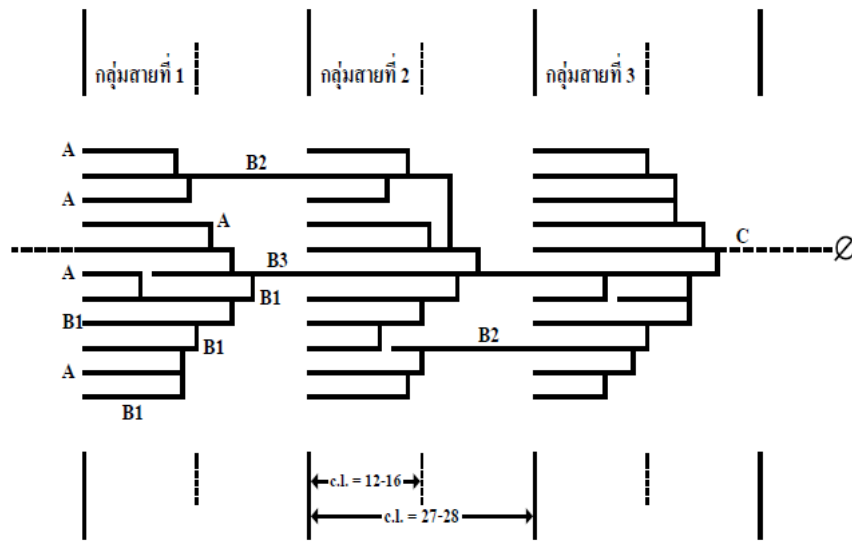 กลุ่มสายที่ 1 กลุ่มสายที่ 2 กลุ่มสายที่ 3
A
B2
A
A
C
B3
A
B1
B1
B1
B2
A
B1
c.l. = 12-16
c.l. = 27-28